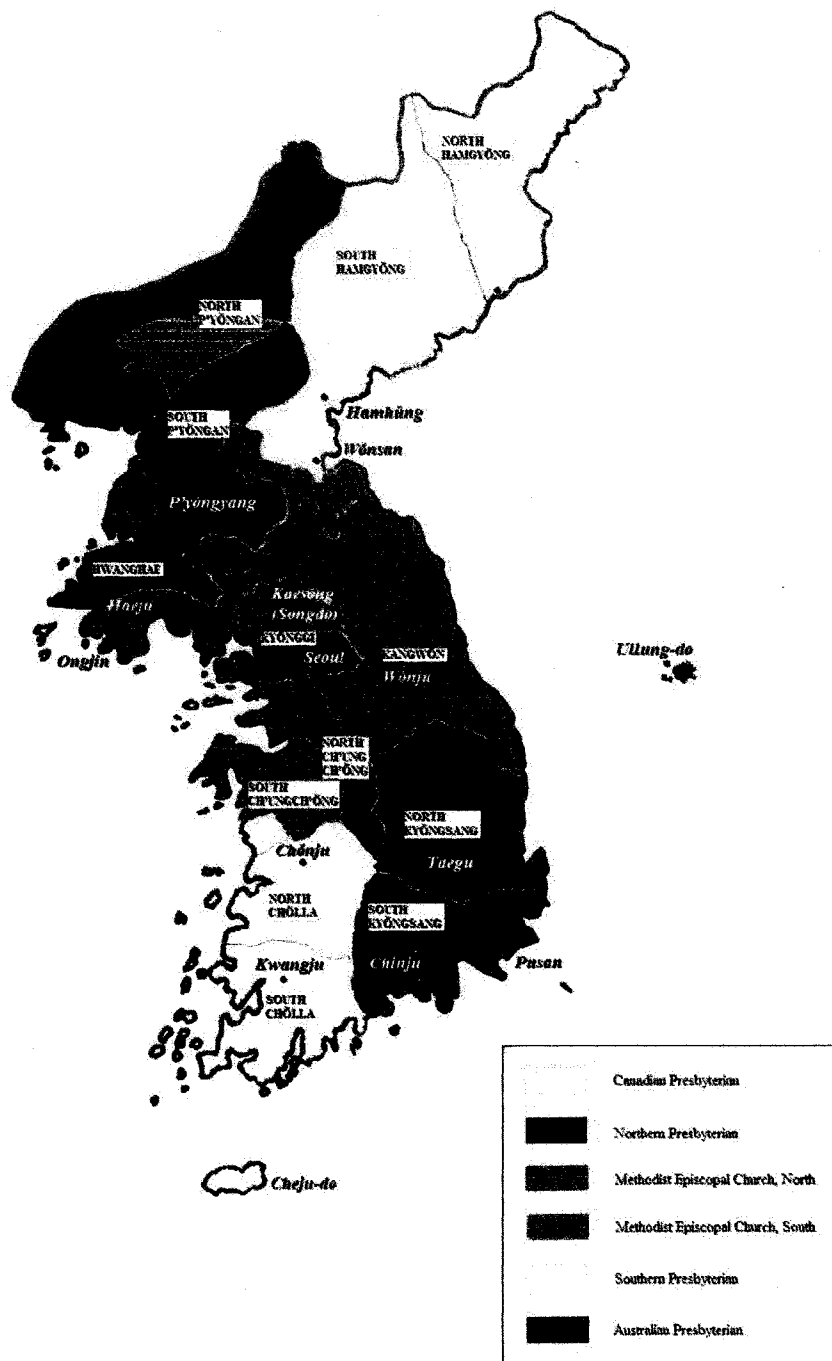 NORTH
HAMGYŎNG
SOUTH
HAMGYŎNG
NORTH
P'YŎNGAN
Hamhŭng
SOUTH
P'YŎNGAN
Wŏnsan
P'yŏngyang
HWANGHAE
Haeju
Kaesŏng
(Songdo)
KYŎNGGI
Seoul
KANGWŎN
Wŏnju
Ongjin
Ullung-do
NORTH
CH'UNG
CH'ŎNG
SOUTH
CH'UNGCH'ŎNG
NORTH
KYŎNGSANG
Chŏnju
Taegu
NORTH
CHŎLLA
SOUTH
KYŎNGSANG
Kwangju
Chinju
Pusan
SOUTH
CHŎLLA
Cheju-do
Canadian Presbyterian
Northern Presbyterian
Methodist Episcopal Church, North
Methodist Episcopal Church, South
Southern Presbyterian
Australian Presbyterian